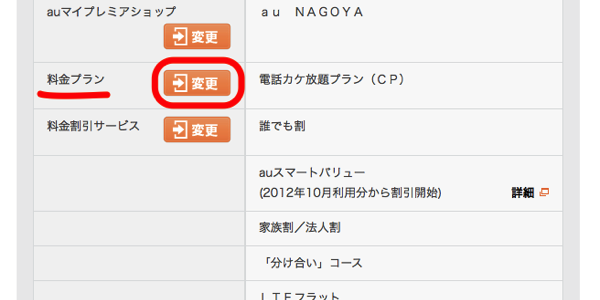 auマイプレミアショップ
ａｕ　ＮＡＧＯＹＡ
変更
料金プラン
変更
電話カケ放題プラン（ＣＰ）
料金割引サービス
変更
誰でも割
auスマートバリュー
(2012年10月利用分から割引開始)
詳細
家族割／法人割
「分け合い」コース
ＬＴＥフラット